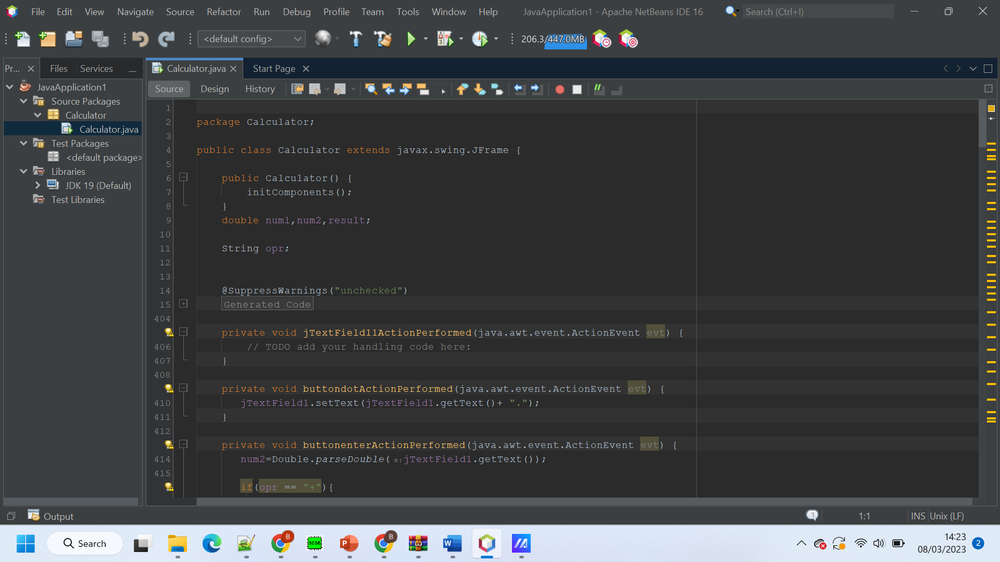 File Edit View Navigate Source Refactor Run Debug Profile Team Tools Window Help JavaApplication1 - Apache NetBeans IDE 16 Search (Ctrl+I)
<default config> 206.3/447.0MB
Pr... Files Services Calculator.java Start Page
Source Design History
JavaApplication1
Source Packages
Calculator
Calculator.java
Test Packages
<default package>
Libraries
JDK 19 (Default)
Test Libraries
1
2 package Calculator;
3
4 public class Calculator extends javax.swing.JFrame {
5
6 public Calculator() {
7 initComponents();
8 }
9 double num1,num2,result;
10
11 String opr;
12
13
14 @SuppressWarnings("unchecked")
15 Generated Code
404
private void jTextField11ActionPerformed(java.awt.event.ActionEvent evt) {
406 // TODO add your handling code here:
407 }
408
private void buttondotActionPerformed(java.awt.event.ActionEvent evt) {
410 jTextField1.setText(jTextField1.getText()+ ".");
411 }
412
private void buttonenterActionPerformed(java.awt.event.ActionEvent evt) {
414 num2=Double.parseDouble( s:jTextField1.getText());
415
if(opr == "+"){
Output 1 1:1 INS Unix (LF)
Search B 8086 P B W 14:23 2
08/03/2023